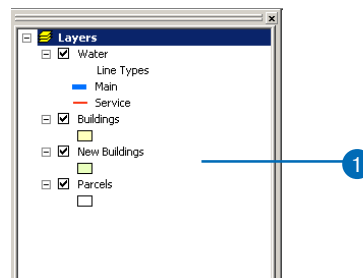 Layers
Water
Line Types
Main
Service
Buildings
New Buildings
Parcels
1